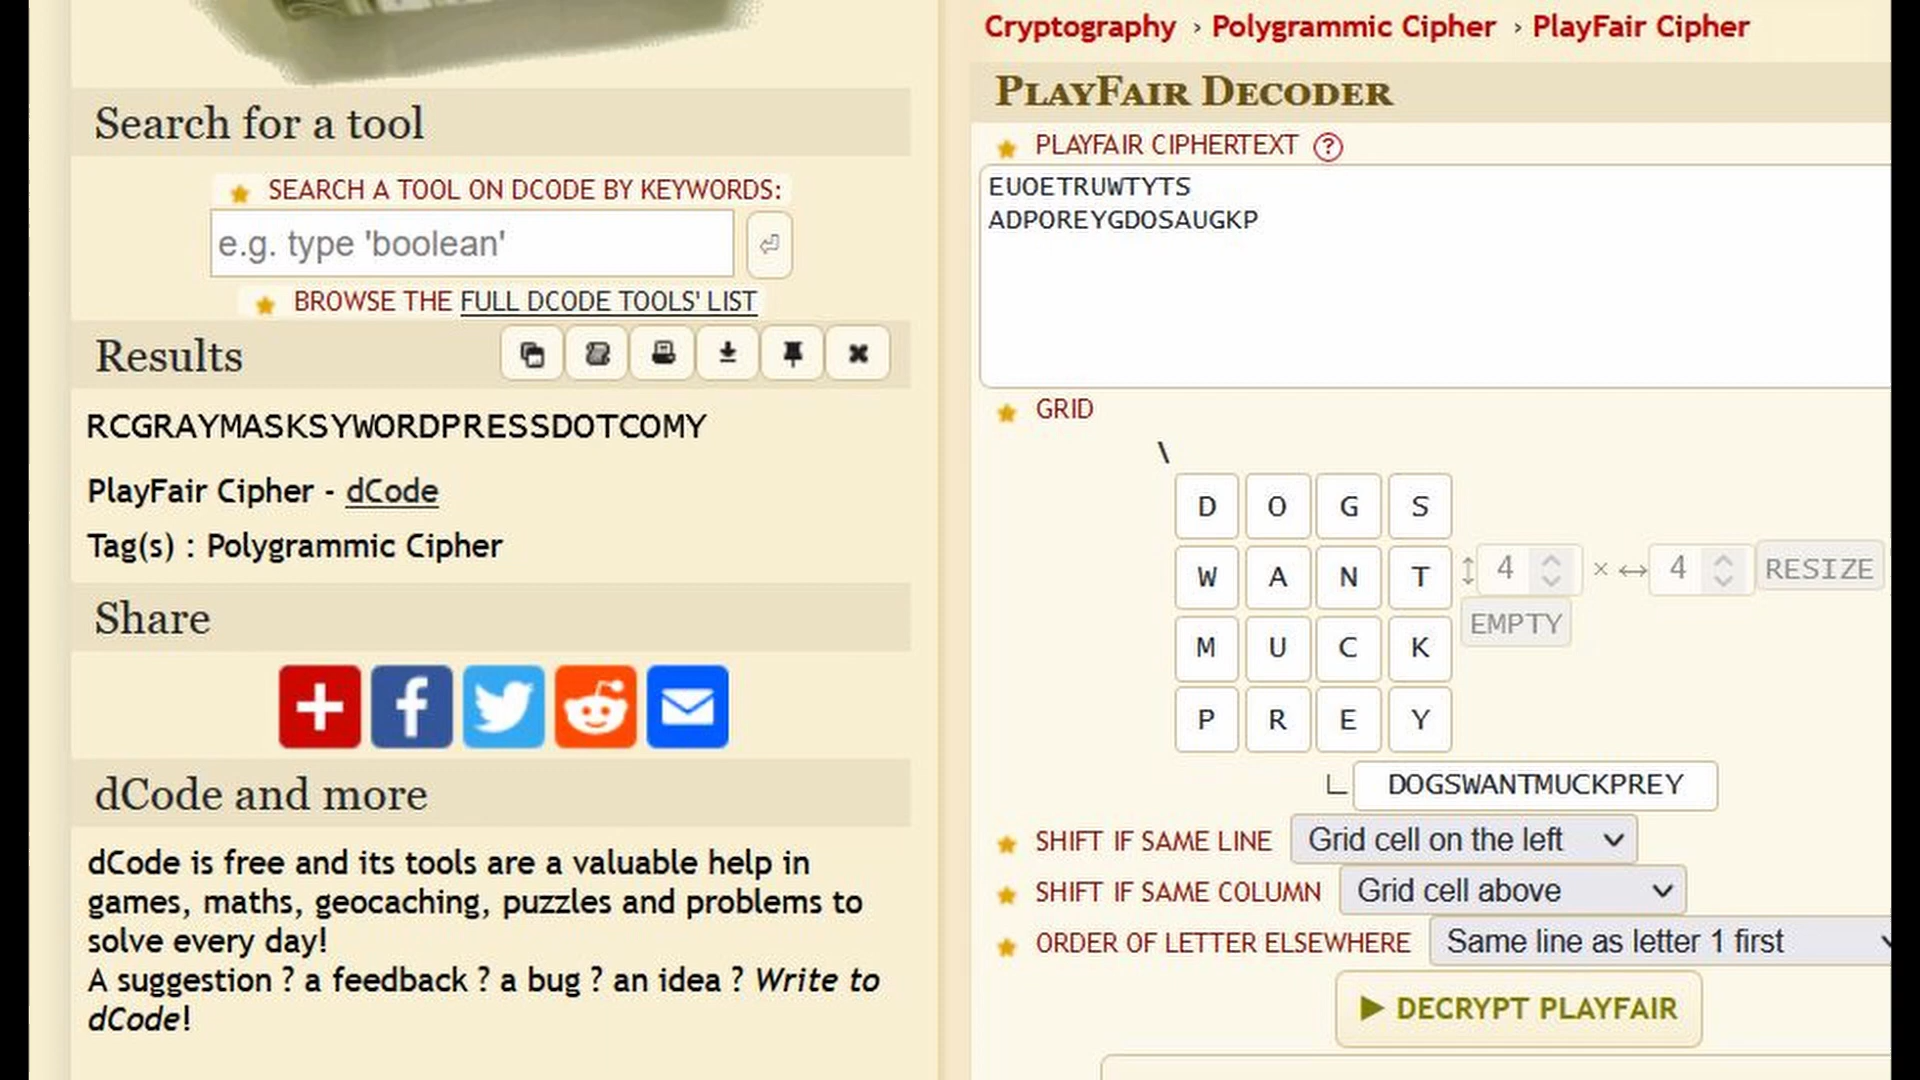 Search for a tool
SEARCH A TOOL ON DCODE BY KEYWORDS:
e.g. type 'boolean'
BROWSE THE FULL DCODE TOOLS' LIST
Results
RCGRAYMASKSYWORDPRESSDOTCOMY
PlayFair Cipher - dCode
Tag(s) : Polygrammic Cipher
Share
dCode and more
dCode is free and its tools are a valuable help in
games, maths, geocaching, puzzles and problems to
solve every day!
A suggestion ? a feedback ? a bug ? an idea ? Write to
dCode!
Cryptography › Polygrammic Cipher › PlayFair Cipher
PLAYFAIR DECODER
PLAYFAIR CIPHERTEXT ?
EUOETRUWTYTS
ADPOREYGDOSAUGKP
GRID
\
D O G S
W A N T
M U C K
P R E Y
↕ 4 × ↔ 4 RESIZE
EMPTY
DOGSWANTMUCKPREY
SHIFT IF SAME LINE Grid cell on the left
SHIFT IF SAME COLUMN Grid cell above
ORDER OF LETTER ELSEWHERE Same line as letter 1 first
▶ DECRYPT PLAYFAIR